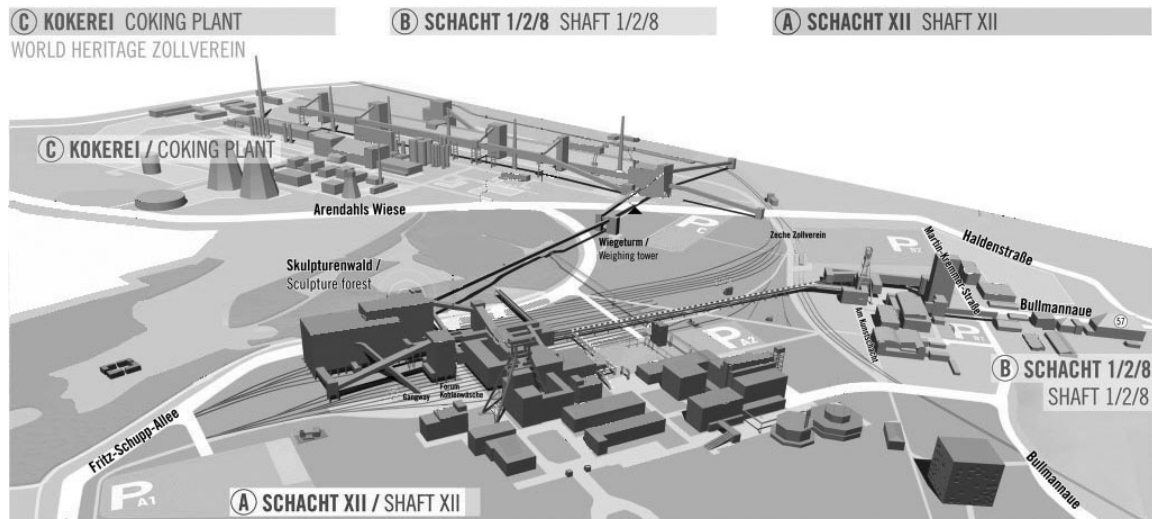 C KOKEREI COKING PLANT
B SCHACHT 1/2/8 SHAFT 1/2/8
A SCHACHT XII SHAFT XII
WORLD HERITAGE ZOLLVEREIN
C KOKEREI / COKING PLANT
Arendahls Wiese
P C
Wiegeturm /
Weighing tower
Zeche Zollverein
P B2
Martin-Kremmer-Straße
Haldenstraße
Skulpturenwald /
Sculpture forest
Bullmannaue
57
Am Kunstschacht
P B1
P A2
B SCHACHT 1/2/8
SHAFT 1/2/8
Gangway
Forum
Kohlenwäsche
Fritz-Schupp-Allee
Bullmannaue
P A1
A SCHACHT XII / SHAFT XII